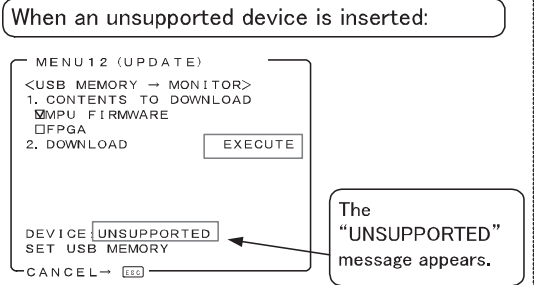 When an unsupported device is inserted:
MENU12 (UPDATE)
<USB MEMORY → MONITOR>
1. CONTENTS TO DOWNLOAD
☑MPU FIRMWARE
☐FPGA
2. DOWNLOAD EXECUTE
DEVICE:UNSUPPORTED
SET USB MEMORY
CANCEL→ ESC
The
“UNSUPPORTED”
message appears.